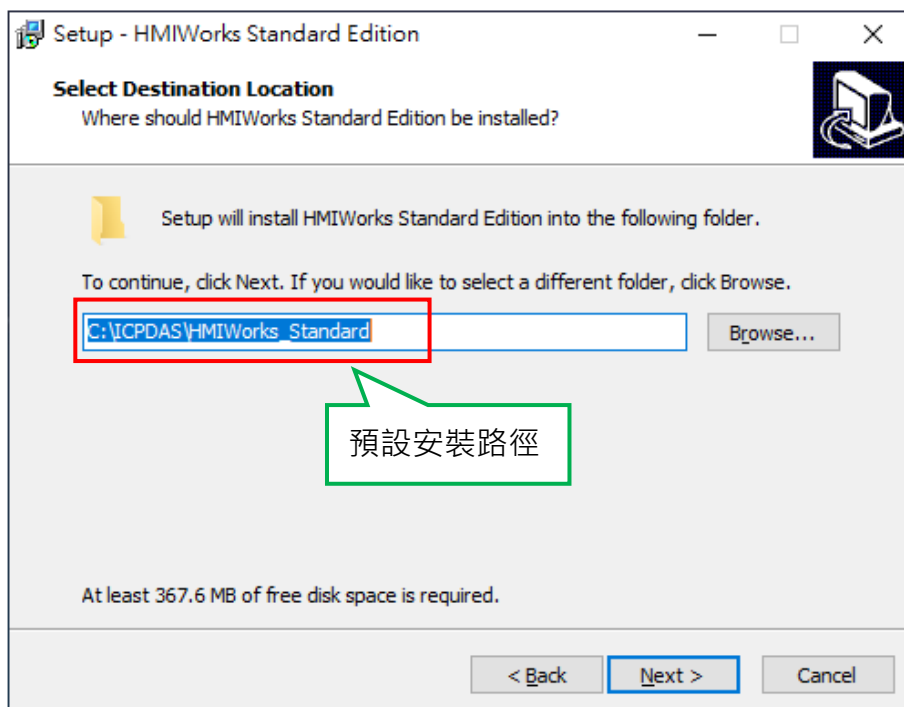 Setup - HMIWorks Standard Edition
Select Destination Location
Where should HMIWorks Standard Edition be installed?
Setup will install HMIWorks Standard Edition into the following folder.
To continue, click Next. If you would like to select a different folder, click Browse.
C:\ICPDAS\HMIWorks_Standard
Browse...
預設安裝路徑
At least 367.6 MB of free disk space is required.
< Back
Next >
Cancel